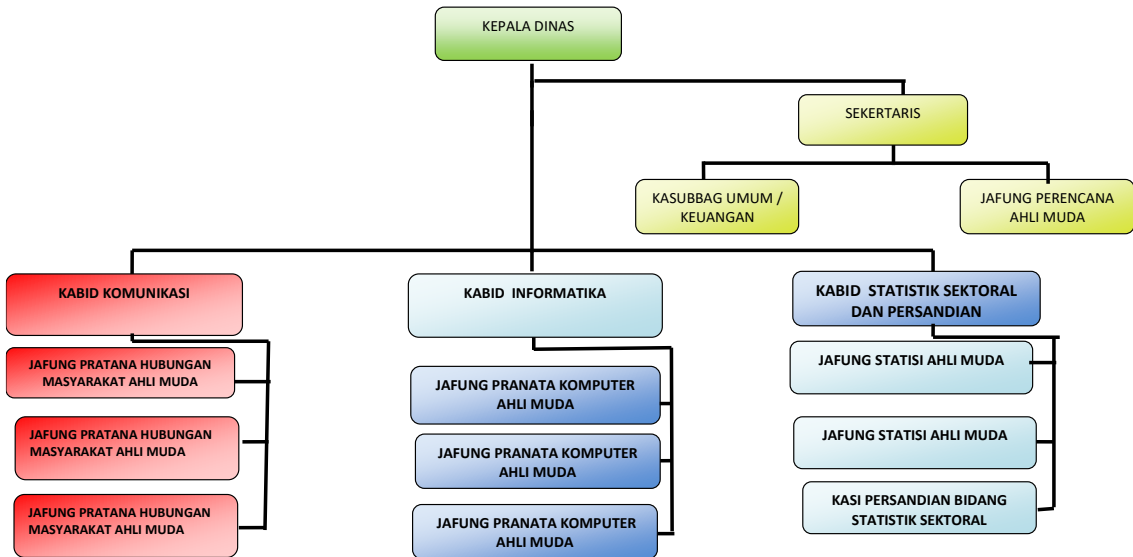 KEPALA DINAS
SEKERTARIS
KASUBBAG UMUM /
KEUANGAN
JAFUNG PERENCANA
AHLI MUDA
KABID KOMUNIKASI
JAFUNG PRATANA HUBUNGAN
MASYARAKAT AHLI MUDA
JAFUNG PRATANA HUBUNGAN
MASYARAKAT AHLI MUDA
JAFUNG PRATANA HUBUNGAN
MASYARAKAT AHLI MUDA
KABID INFORMATIKA
JAFUNG PRANATA KOMPUTER
AHLI MUDA
JAFUNG PRANATA KOMPUTER
AHLI MUDA
JAFUNG PRANATA KOMPUTER
AHLI MUDA
KABID STATISTIK SEKTORAL
DAN PERSANDIAN
JAFUNG STATISI AHLI MUDA
JAFUNG STATISI AHLI MUDA
KASI PERSANDIAN BIDANG
STATISTIK SEKTORAL